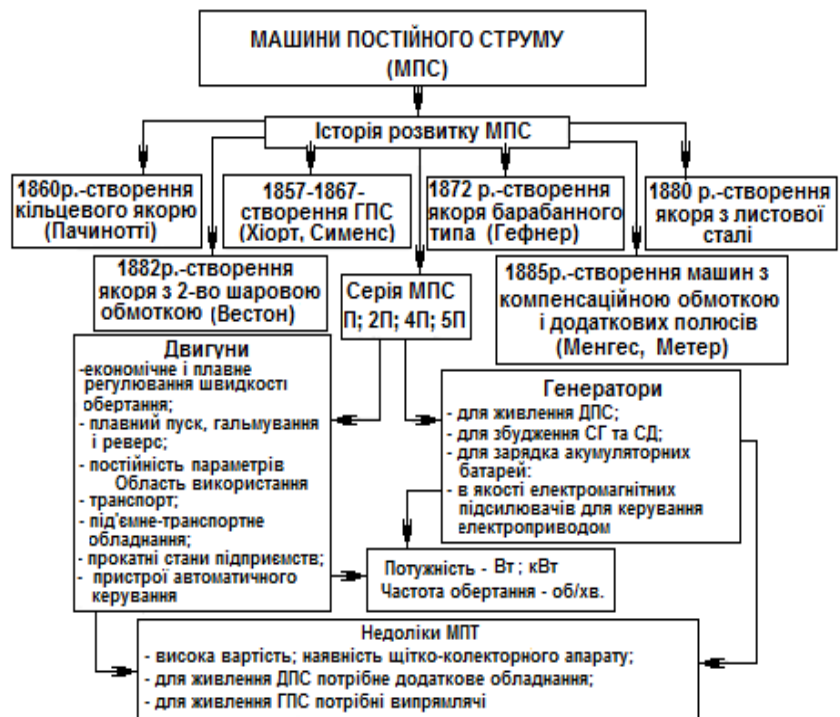 МАШИНИ ПОСТІЙНОГО СТРУМУ
(МПС)
Історія розвитку МПС
1860р.-створення
кільцевого якорю
(Пачинотті)
1857-1867-
створення ГПС
(Хіорт, Сименс)
1872 р.-створення
якоря барабанного
типа (Гефнер)
1880 р.-створення
якоря з листової
сталі
1882р.-створення
якоря з 2-во шаровою
обмоткою (Вестон)
Серія МПС
П; 2П; 4П; 5П
1885р.-створення машин з
компенсаційною обмоткою
і додаткових полюсів
(Менгес, Метер)
Двигуни
-економічне і плавне
регулювання швидкості
обертання;
- плавний пуск, гальмування
і реверс;
- постійність параметрів
Область використання
- транспорт;
- під'ємне-транспортне
обладнання;
- прокатні стани підприємств;
- пристрої автоматичного
керування
Генератори
- для живлення ДПС;
- для збудження СГ та СД;
- для зарядка акумуляторних
батарей:
- в якості електромагнітних
підсилювачів для керування
електроприводом
Потужність - Вт ; кВт
Частота обертання - об/хв.
Недоліки МПТ
- висока вартість; наявність щітко-колекторного апарату;
- для живлення ДПС потрібне додаткове обладнання;
- для живлення ГПС потрібні випрямлячі